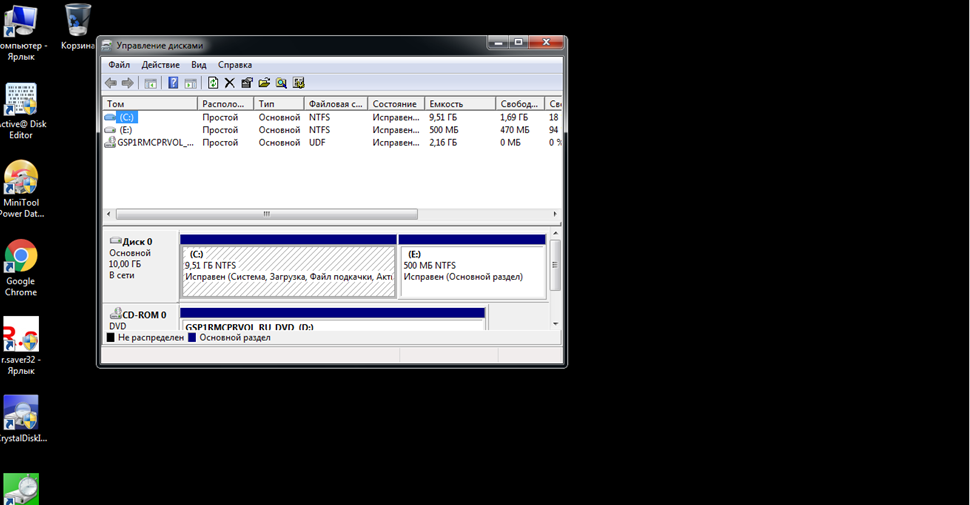 омпьютер -
Ярлык
Корзина
Active@ Disk
Editor
MiniTool
Power Dat...
Google
Chrome
r.saver32 -
Ярлык
CrystalDiskI...
Управление дисками
Файл Действие Вид Справка
Том Располо... Тип Файловая с... Состояние Емкость Свобод... Св
(C:) Простой Основной NTFS Исправен... 9,51 ГБ 1,69 ГБ 18
(E:) Простой Основной NTFS Исправен... 500 МБ 470 МБ 94
GSP1RMCPRVOL_... Простой Основной UDF Исправен... 2,16 ГБ 0 МБ 0 %
Диск 0
Основной
10,00 ГБ
В сети
(C:)
9,51 ГБ NTFS
Исправен (Система, Загрузка, Файл подкачки, Акт
(E:)
500 МБ NTFS
Исправен (Основной раздел)
CD-ROM 0
DVD
GSP1RMCPRVOL_RU_DVD (D:)
Не распределен Основной раздел